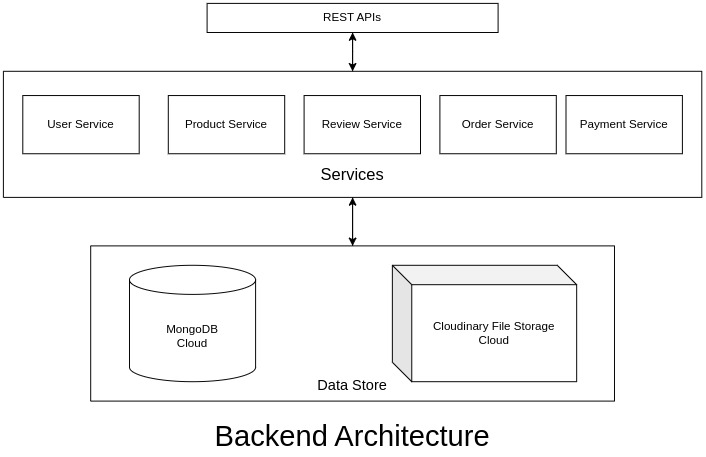 REST APIs
User Service
Product Service
Review Service
Order Service
Payment Service
Services
MongoDB
Cloud
Cloudinary File Storage
Cloud
Data Store
Backend Architecture